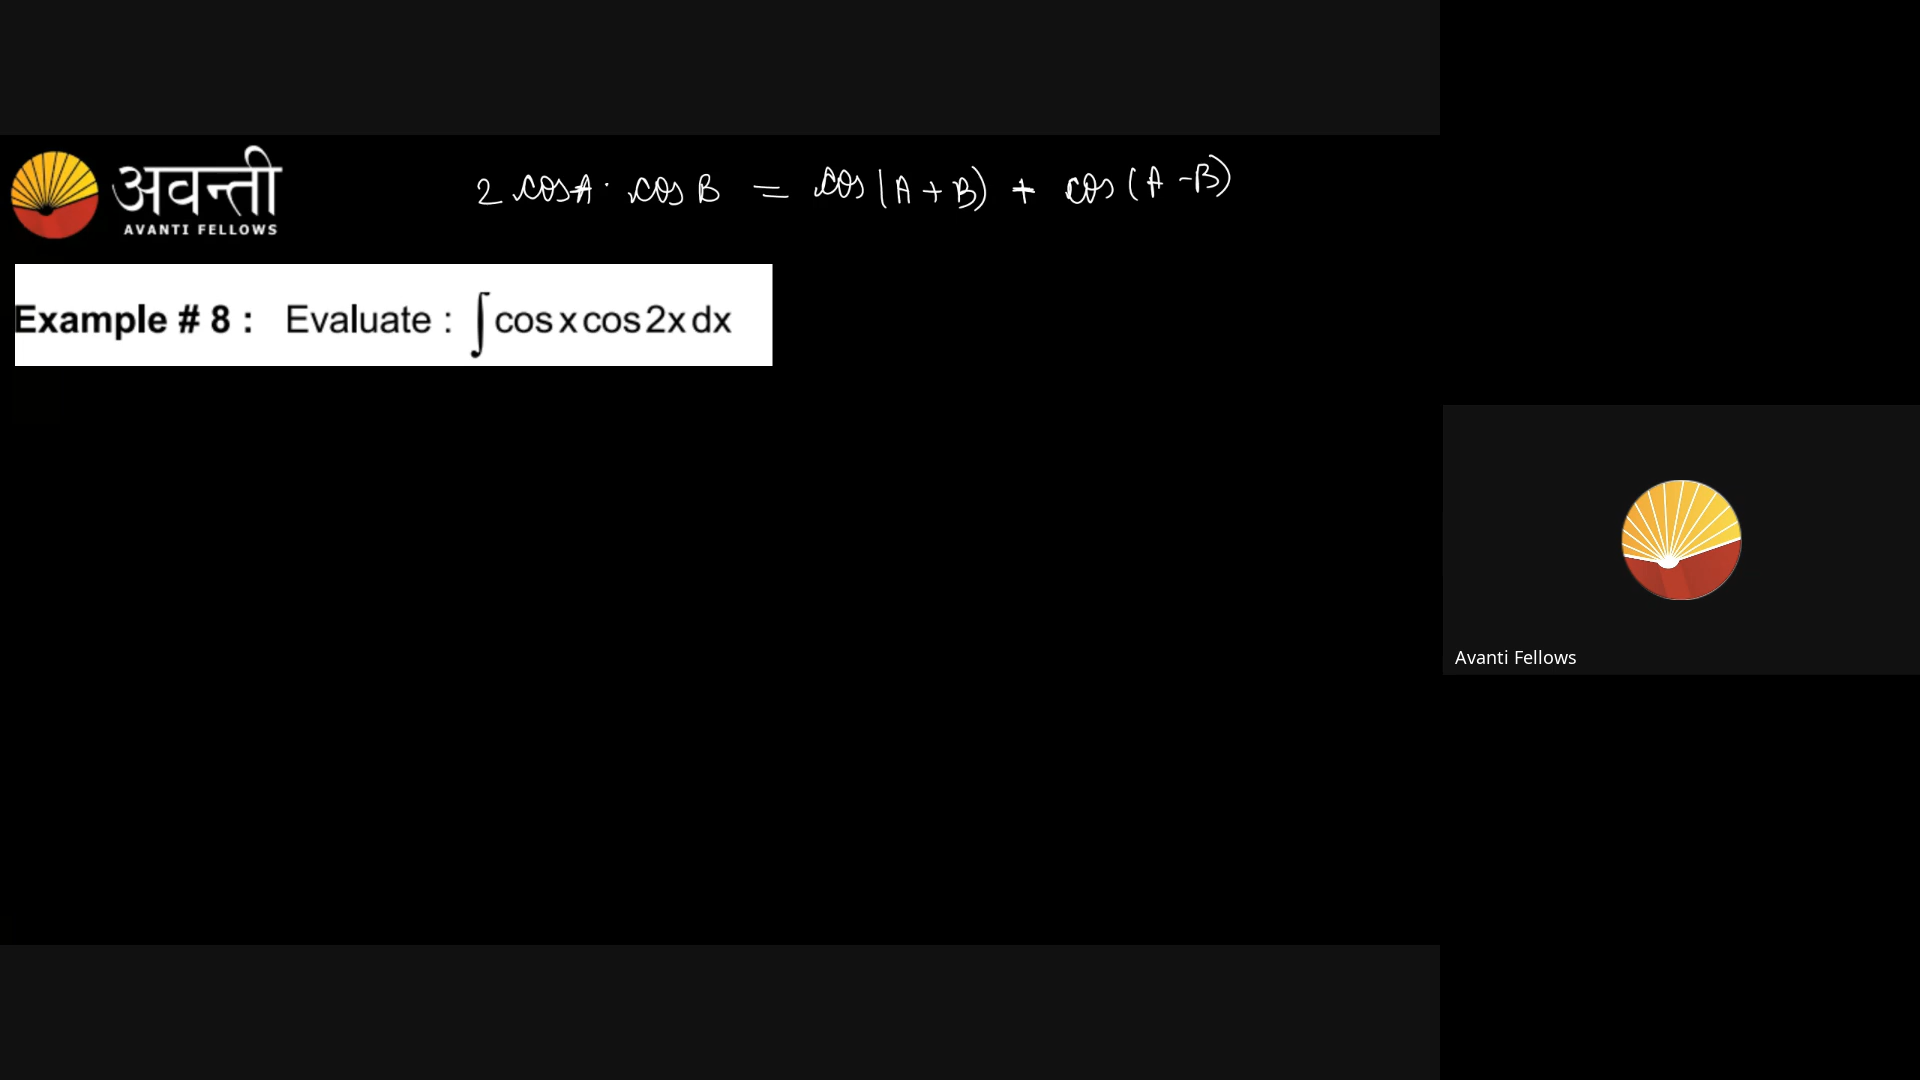 अवन्ती
AVANTI FELLOWS
2 cosA · cos B = cos(A + B) + cos(A - B)
Example # 8 : Evaluate : ∫cos x cos 2x dx
Avanti Fellows